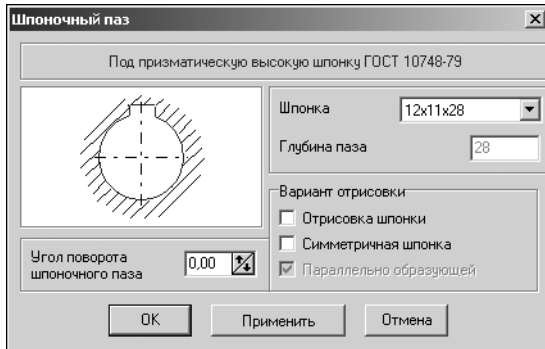 Шпоночный паз
Под призматическую высокую шпонку ГОСТ 10748-79
Шпонка 12x11x28
Глубина паза 28
Вариант отрисовки
Отрисовка шпонки
Симметричная шпонка
Параллельно образующей
Угол поворота
шпоночного паза
0,00
OK Применить Отмена